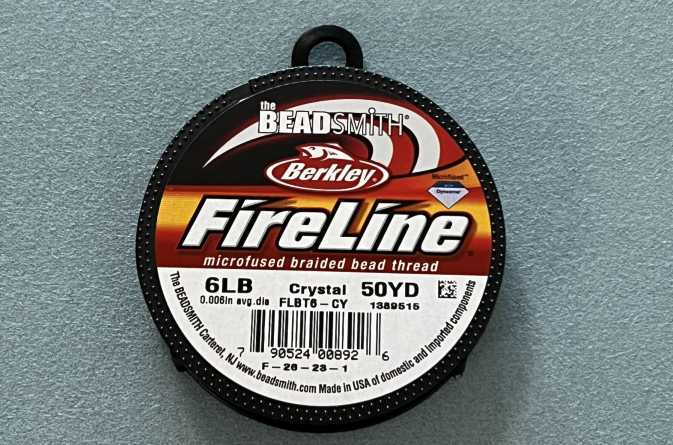 the
BEADSMITH®
Berkley®
Microfused™
Dyneema®
FireLine®
microfused braided bead thread
6LB Crystal 50YD
0.006in avg.dia FLBT6-CY 1389515
7 90524 00892 6
F-26-23-1
The BEADSMITH Carteret, NJ www.beadsmith.com Made in USA of domestic and imported components